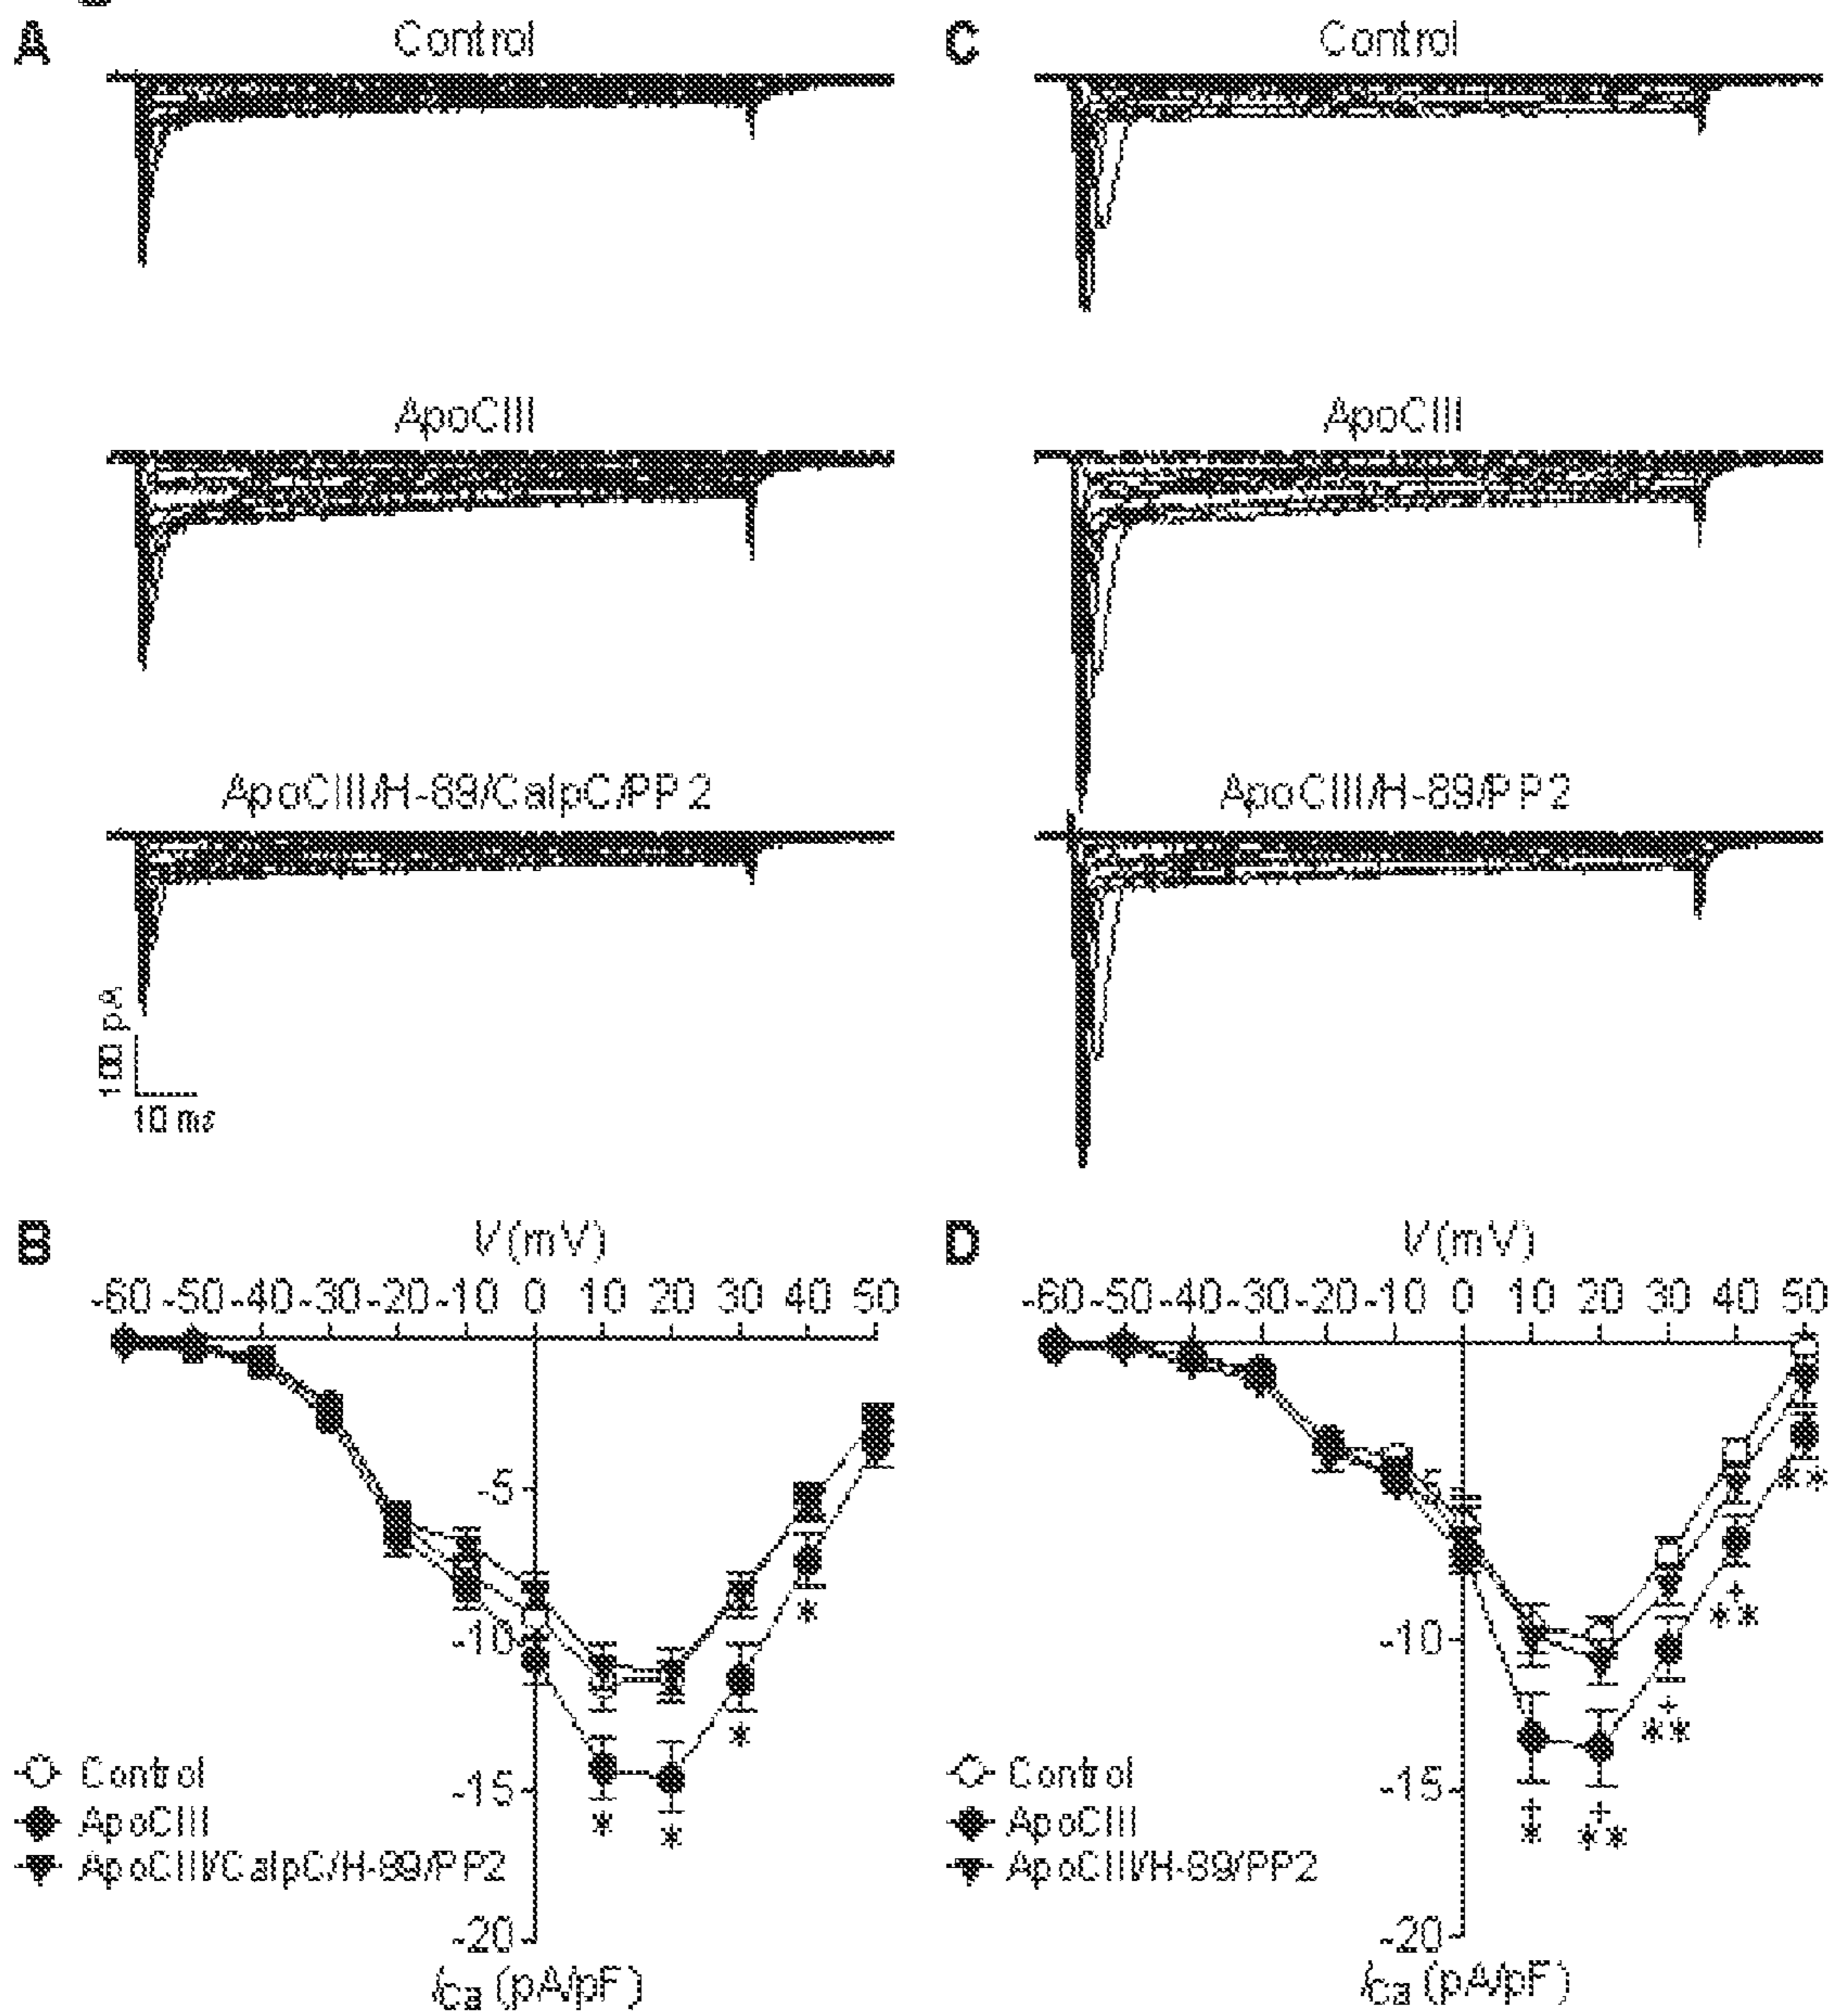 A
Control
ApoCIII
ApoCIII/H-89/CalpC/PP2
100 pA
10 ms
C
Control
ApoCIII
ApoCIII/H-89/PP2
B
V (mV)
-60 -50 -40 -30 -20 -10 0 10 20 30 40 50
-5
-10
-15
-20
* * * *
Control
ApoCIII
ApoCIII/CalpC/H-89/PP2
ICa (pA/pF)
D
V (mV)
-60 -50 -40 -30 -20 -10 0 10 20 30 40 50
-5
-10
-15
-20
Control
ApoCIII
ApoCIII/H-89/PP2
ICa (pA/pF)